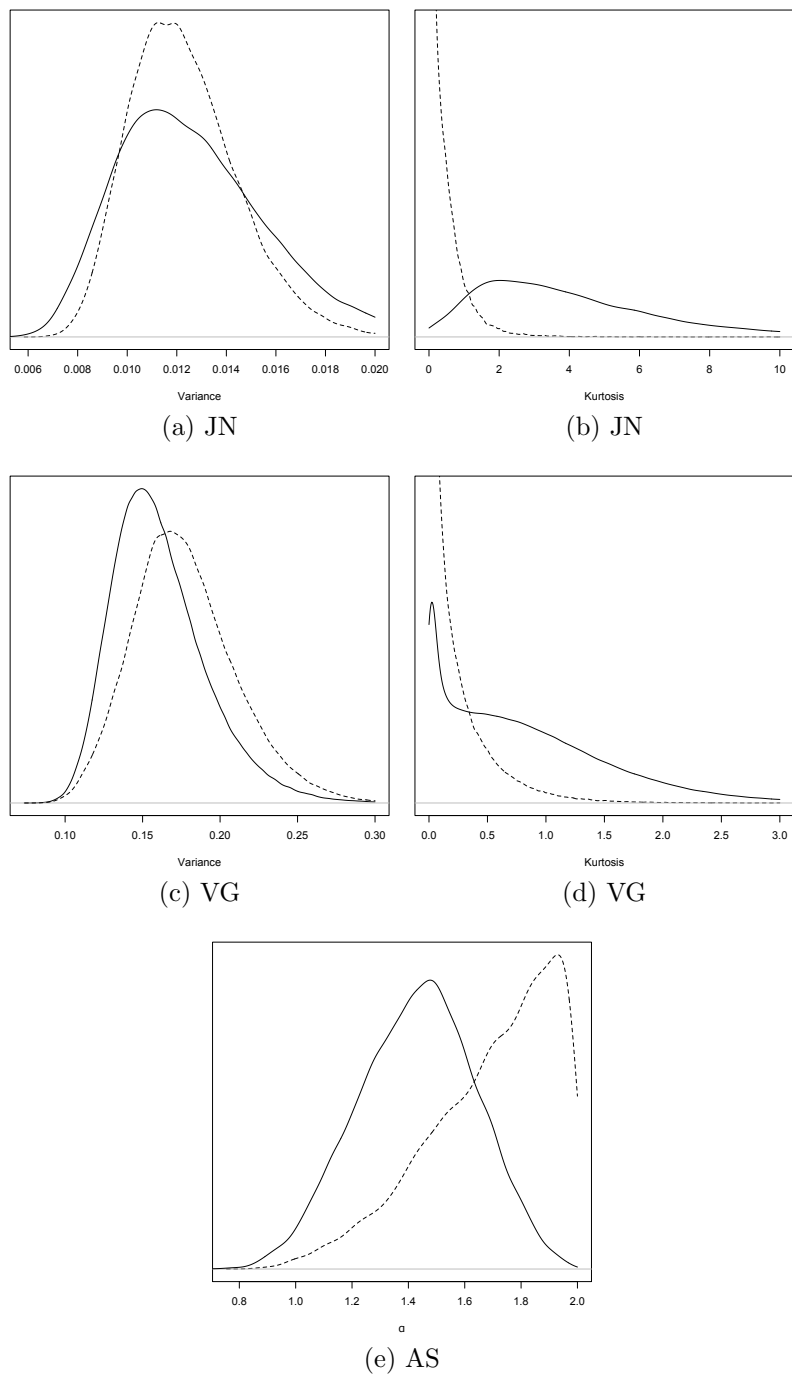 0.006 0.008 0.010 0.012 0.014 0.016 0.018 0.020
Variance
(a) JN
0 2 4 6 8 10
Kurtosis
(b) JN
0.10 0.15 0.20 0.25 0.30
Variance
(c) VG
0.0 0.5 1.0 1.5 2.0 2.5 3.0
Kurtosis
(d) VG
0.8 1.0 1.2 1.4 1.6 1.8 2.0
α
(e) AS